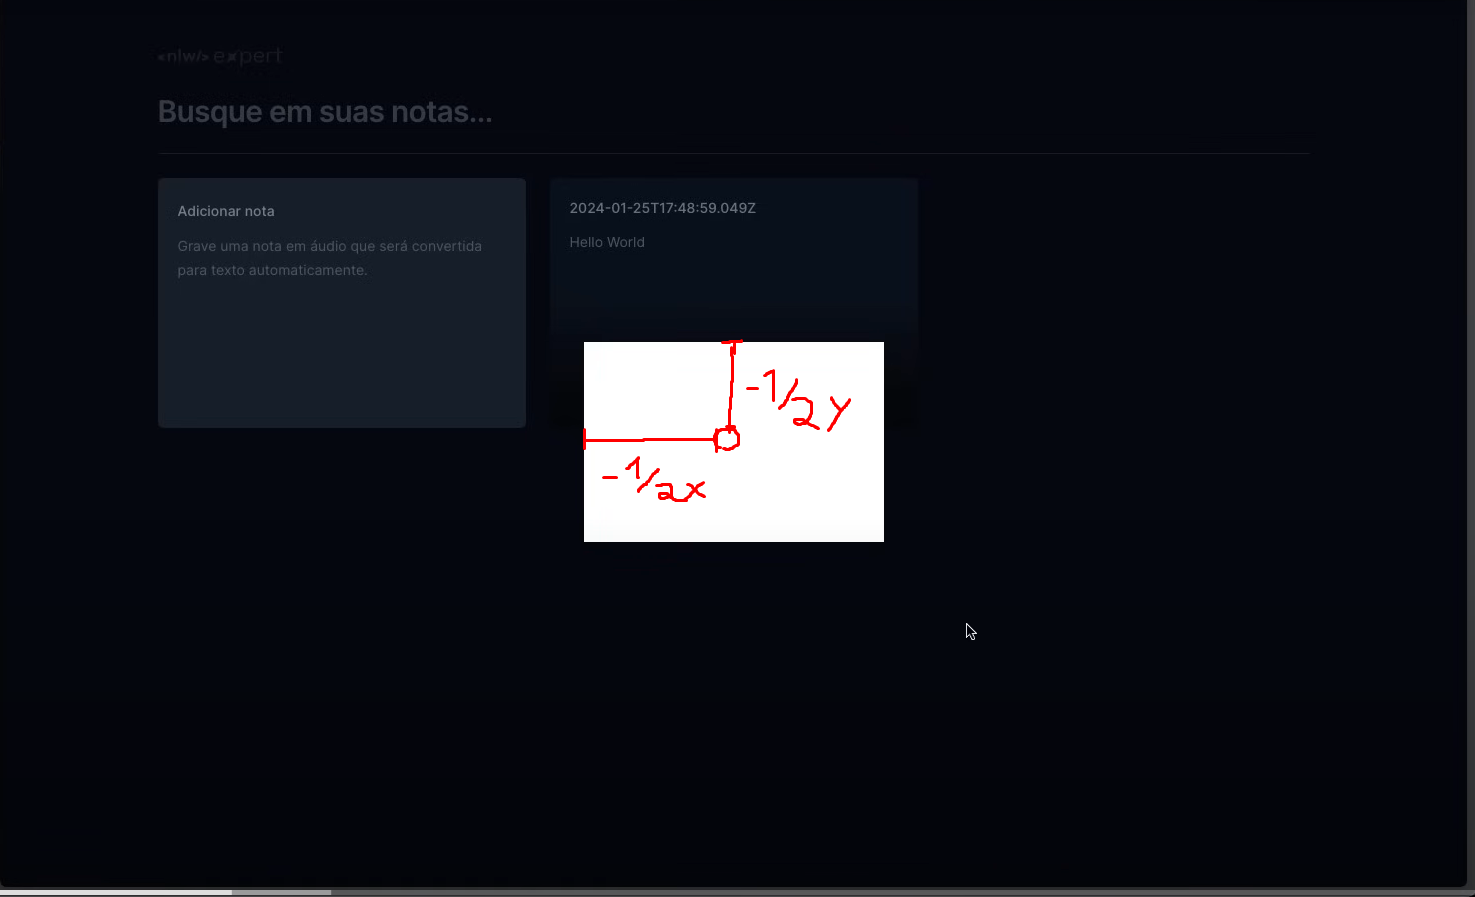 <nlw/> expert
Busque em suas notas...
Adicionar nota
Grave uma nota em áudio que será convertida
para texto automaticamente.
2024-01-25T17:48:59.049Z
Hello World
-1/2 y
-1/2x